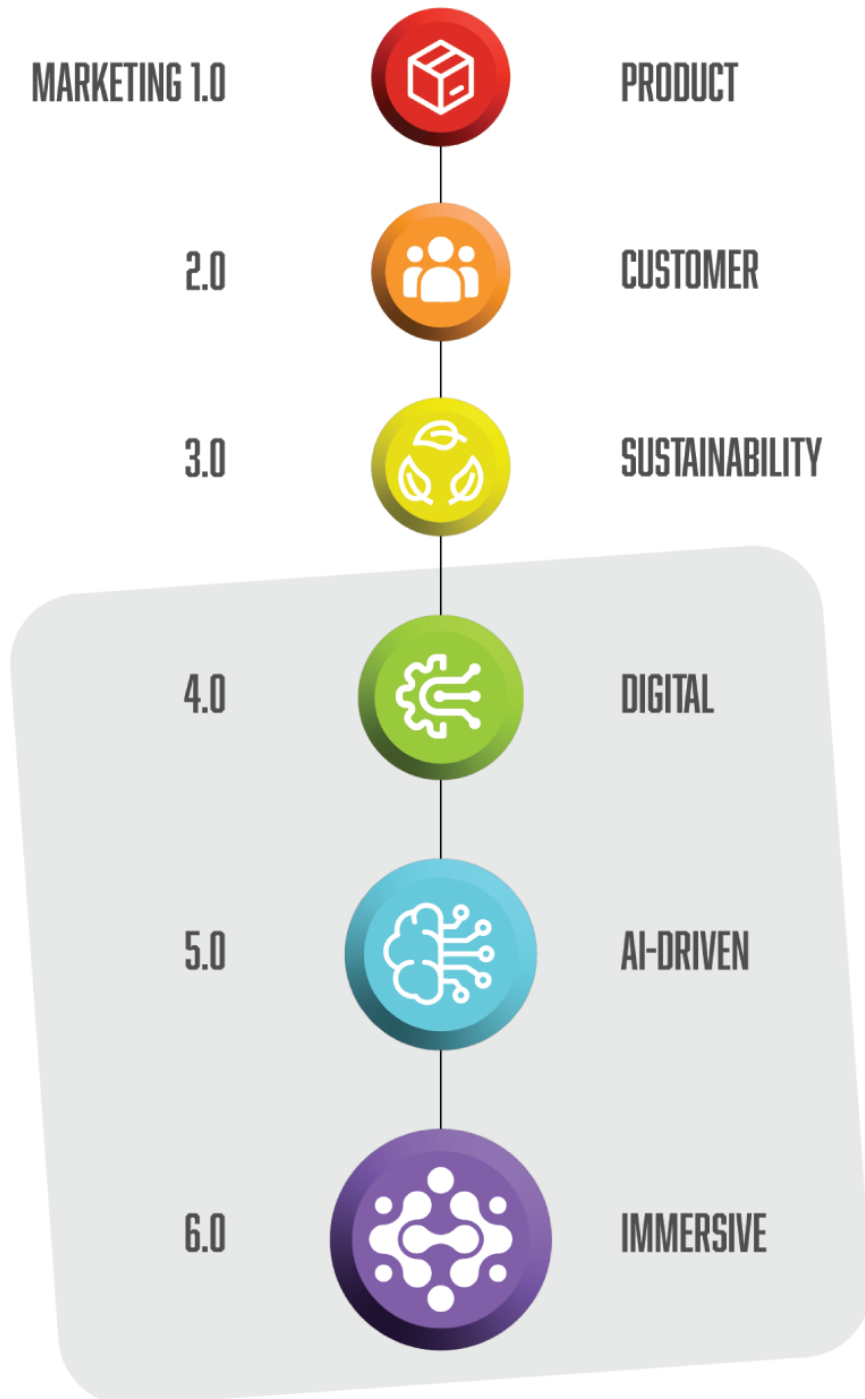 MARKETING 1.0 PRODUCT
2.0 CUSTOMER
3.0 SUSTAINABILITY
4.0 DIGITAL
5.0 AI-DRIVEN
6.0 IMMERSIVE